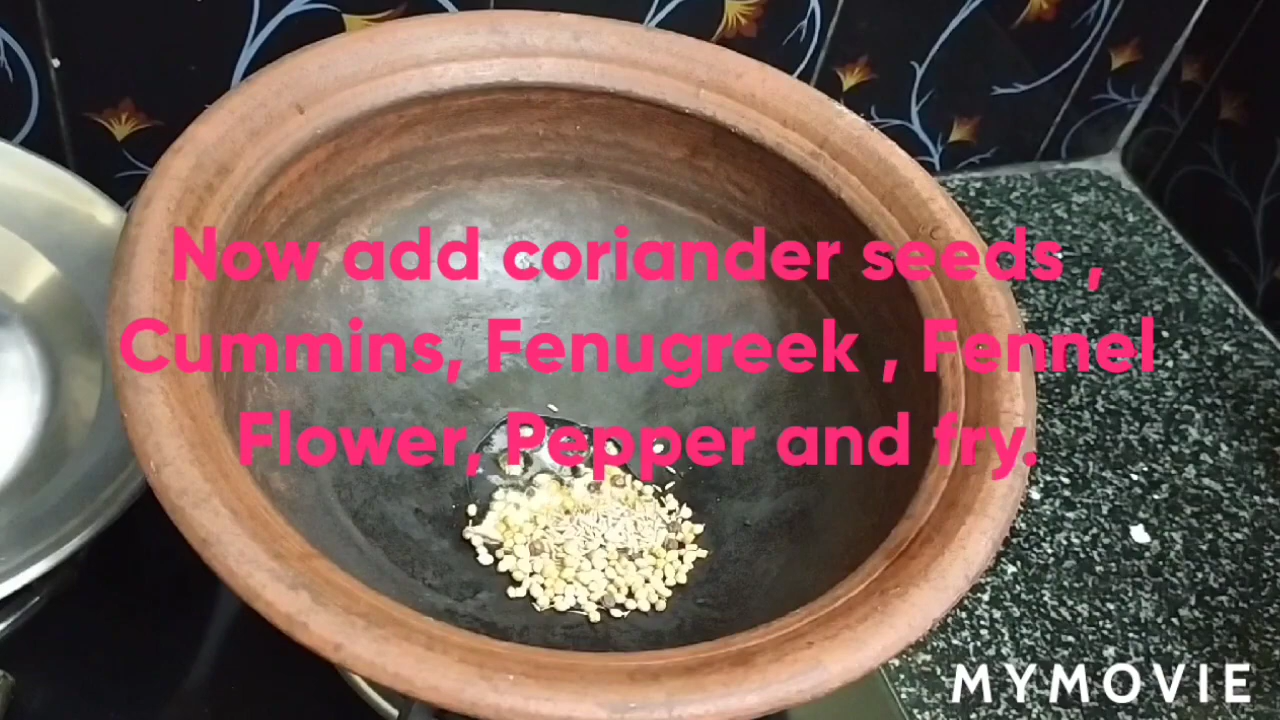 Now add coriander seeds ,
Cummins, Fenugreek , Fennel
Flower, Pepper and fry.
MYMOVIE